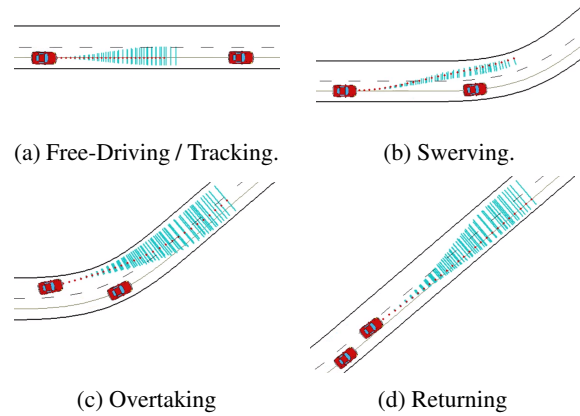 (a) Free-Driving / Tracking.
(b) Swerving.
(c) Overtaking
(d) Returning